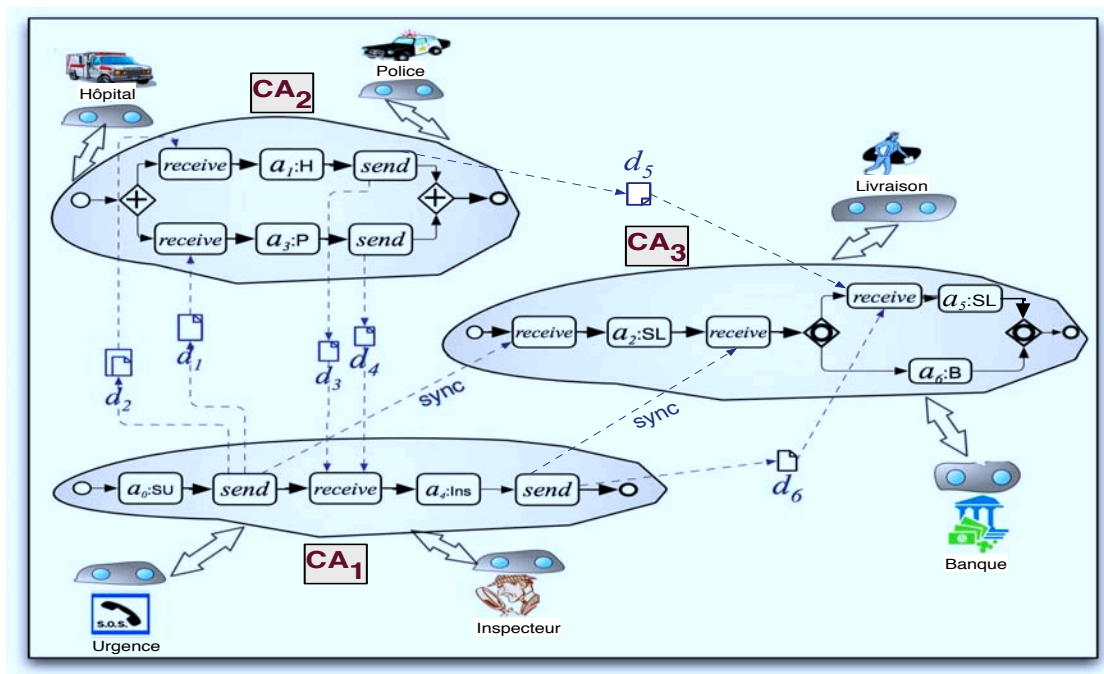 Hôpital
Police
CA2
receive
a1:H
send
receive
a3:P
send
d5
Livraison
CA3
receive
a2:SL
receive
receive
a5:SL
a6:B
d1
d2
d3
d4
sync
sync
a0:SU
send
receive
a4:Ins
send
d6
CA1
S.O.S.
Urgence
Inspecteur
Banque